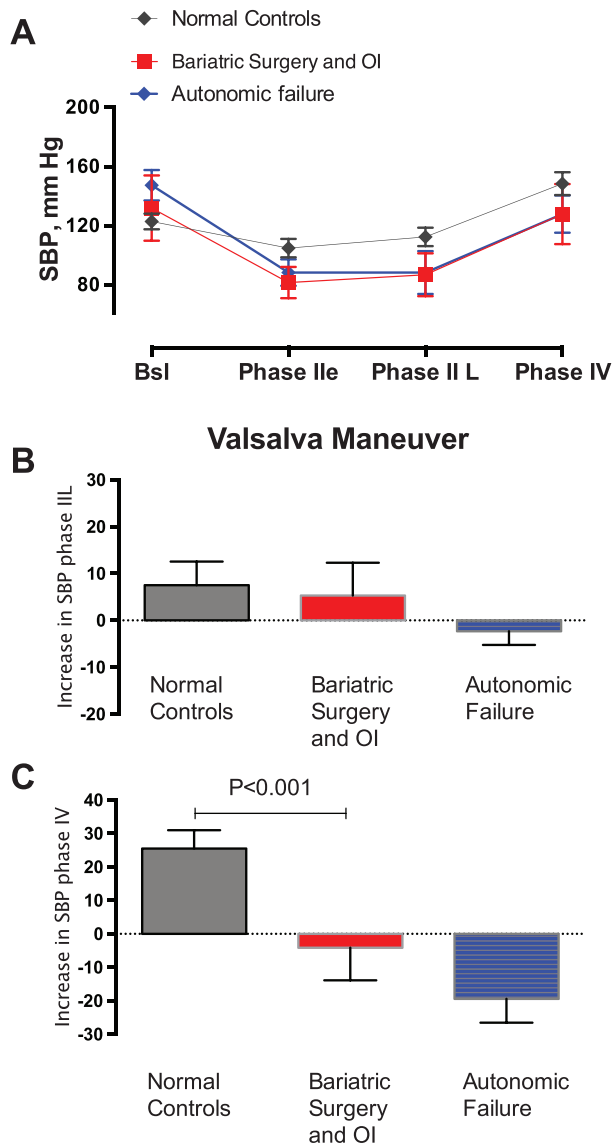 A
Normal Controls
Bariatric Surgery and OI
Autonomic failure
SBP, mm Hg
200
160
120
80
Bsl
Phase IIe
Phase II L
Phase IV
Valsalva Maneuver
B
Increase in SBP phase IIL
30
20
10
0
-10
-20
Normal
Controls
Bariatric
Surgery
and OI
Autonomic
Failure
C
Increase in SBP phase IV
40
30
20
10
0
-10
-20
-30
P<0.001
Normal
Controls
Bariatric
Surgery
and OI
Autonomic
Failure